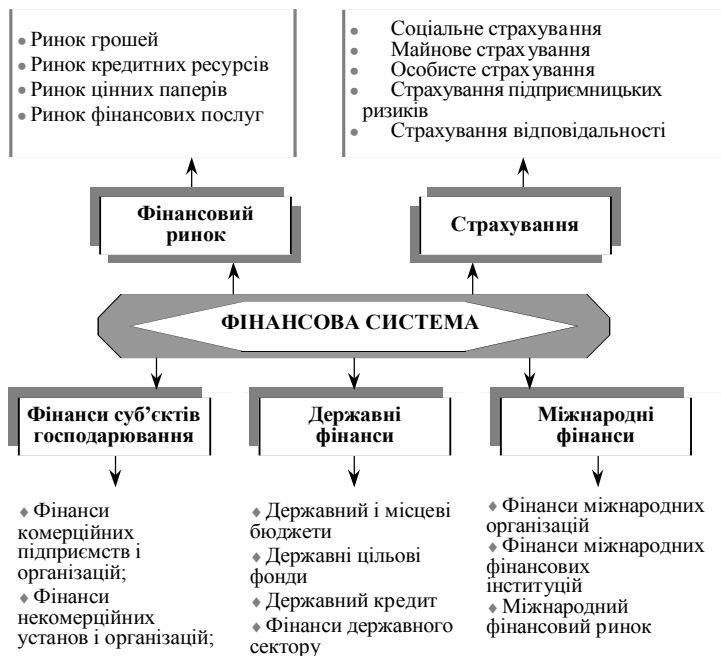 ● Ринок грошей
● Ринок кредитних ресурсів
● Ринок цінних паперів
● Ринок фінансових послуг
● Соціальне страхування
● Майнове страхування
● Особисте страхування
● Страхування підприємницьких
ризиків
● Страхування відповідальності
Фінансовий
ринок
Страхування
ФІНАНСОВА СИСТЕМА
Фінанси суб’єктів
господарювання
Державні
фінанси
Міжнародні
фінанси
♦ Фінанси
комерційних
підприємств і
організацій;
♦ Фінанси
некомерційних
установ і організацій;
♦ Державний і місцеві
бюджети
♦ Державні цільові
фонди
♦ Державний кредит
♦ Фінанси державного
сектору
♦ Фінанси міжнародних
організацій
♦ Фінанси міжнародних
фінансових
інституцій
♦ Міжнародний
фінансовий ринок